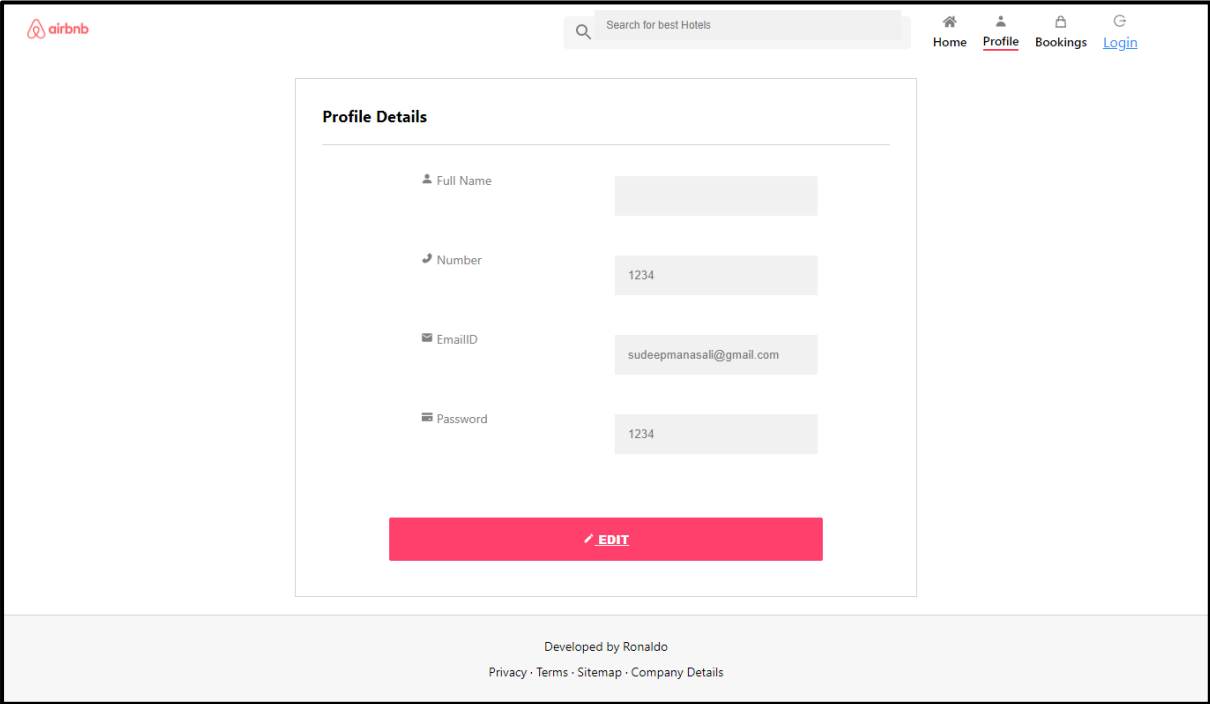 airbnb
Search for best Hotels
Home Profile Bookings Login
Profile Details
Full Name
Number
1234
EmailID
sudeepmanasali@gmail.com
Password
1234
EDIT
Developed by Ronaldo
Privacy · Terms · Sitemap · Company Details